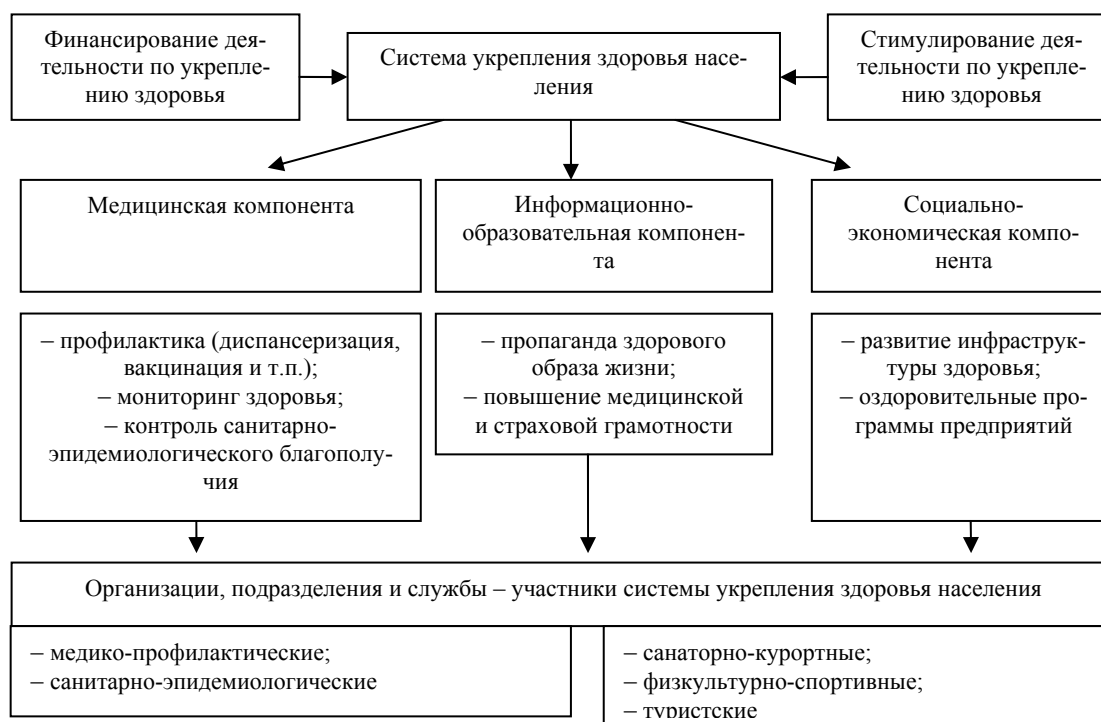 Финансирование дея-
тельности по укрепле-
нию здоровья
Система укрепления здоровья насе-
ления
Стимулирование дея-
тельности по укрепле-
нию здоровья
Медицинская компонента
Информационно-
образовательная компонен-
та
Социально-
экономическая компо-
нента
– профилактика (диспансеризация,
вакцинация и т.п.);
– мониторинг здоровья;
– контроль санитарно-
эпидемиологического благополу-
чия
– пропаганда здорового
образа жизни;
– повышение медицинской
и страховой грамотности
– развитие инфраструк-
туры здоровья;
– оздоровительные про-
граммы предприятий
Организации, подразделения и службы – участники системы укрепления здоровья населения
– медико-профилактические;
– санитарно-эпидемиологические
– санаторно-курортные;
– физкультурно-спортивные;
– туристские